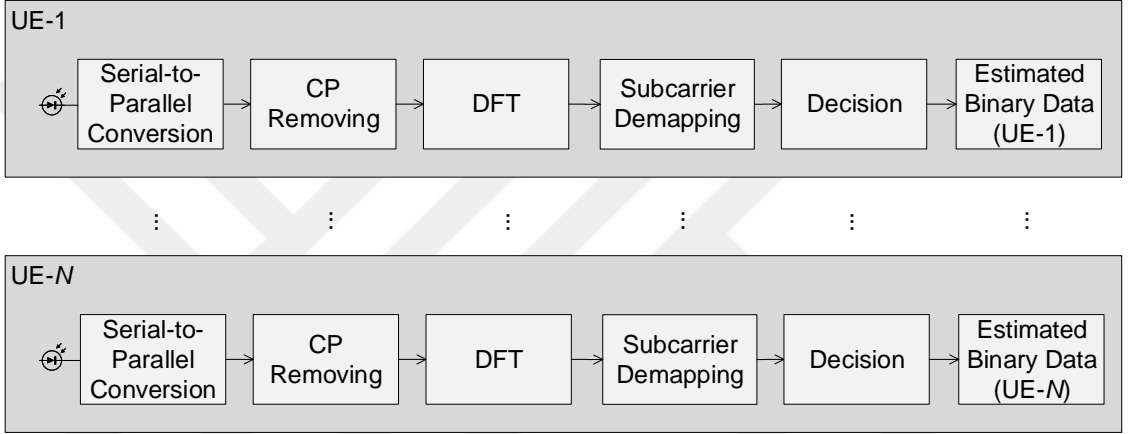 UE-1
Serial-to-
Parallel
Conversion
CP
Removing
DFT
Subcarrier
Demapping
Decision
Estimated
Binary Data
(UE-1)
... ... ... ... ... ...
UE-N
Serial-to-
Parallel
Conversion
CP
Removing
DFT
Subcarrier
Demapping
Decision
Estimated
Binary Data
(UE-N)